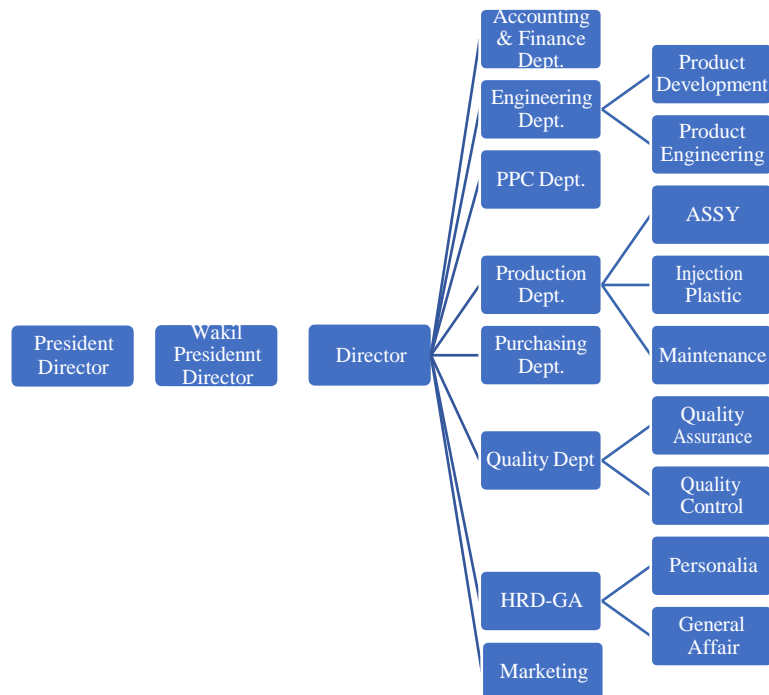 President
Director
Wakil
Presidennt
Director
Director
Accounting
& Finance
Dept.
Engineering
Dept.
Product
Development
Product
Engineering
PPC Dept.
Production
Dept.
ASSY
Injection
Plastic
Maintenance
Purchasing
Dept.
Quality Dept
Quality
Assurance
Quality
Control
HRD-GA
Personalia
General
Affair
Marketing